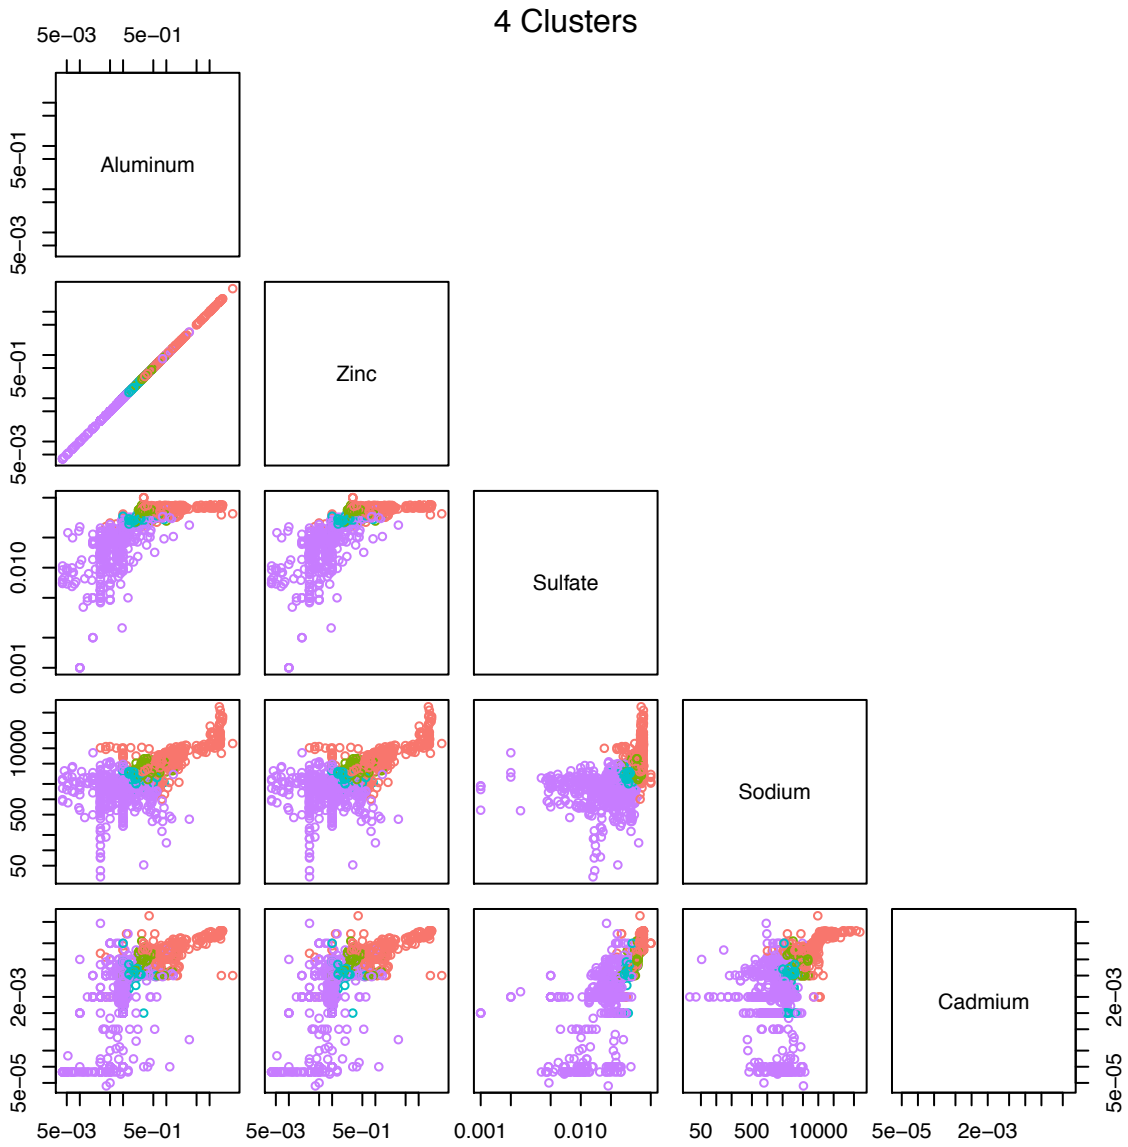 4 Clusters
5e−03 5e−01
5e−03 5e−01
Aluminum
5e−03 5e−01
Zinc
0.001 0.010
Sulfate
50 500 10000
Sodium
5e−05 2e−03
Cadmium
5e−05 2e−03
5e−03 5e−01 5e−03 5e−01 0.001 0.010 50 500 10000 5e−05 2e−03